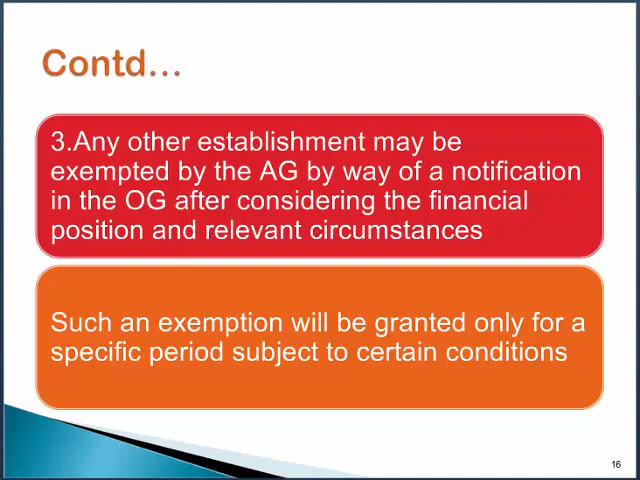 Contd…
3.Any other establishment may be
exempted by the AG by way of a notification
in the OG after considering the financial
position and relevant circumstances
Such an exemption will be granted only for a
specific period subject to certain conditions
16